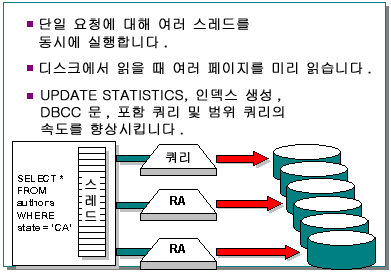 단일 요청에 대해 여러 스레드를
동시에 실행합니다.
디스크에서 읽을 때 여러 페이지를 미리 읽습니다.
UPDATE STATISTICS, 인덱스 생성,
DBCC 문, 포함 쿼리 및 범위 쿼리의
속도를 향상시킵니다.
SELECT *
FROM
authors
WHERE
state = 'CA'
스
레
드
쿼리
RA
RA